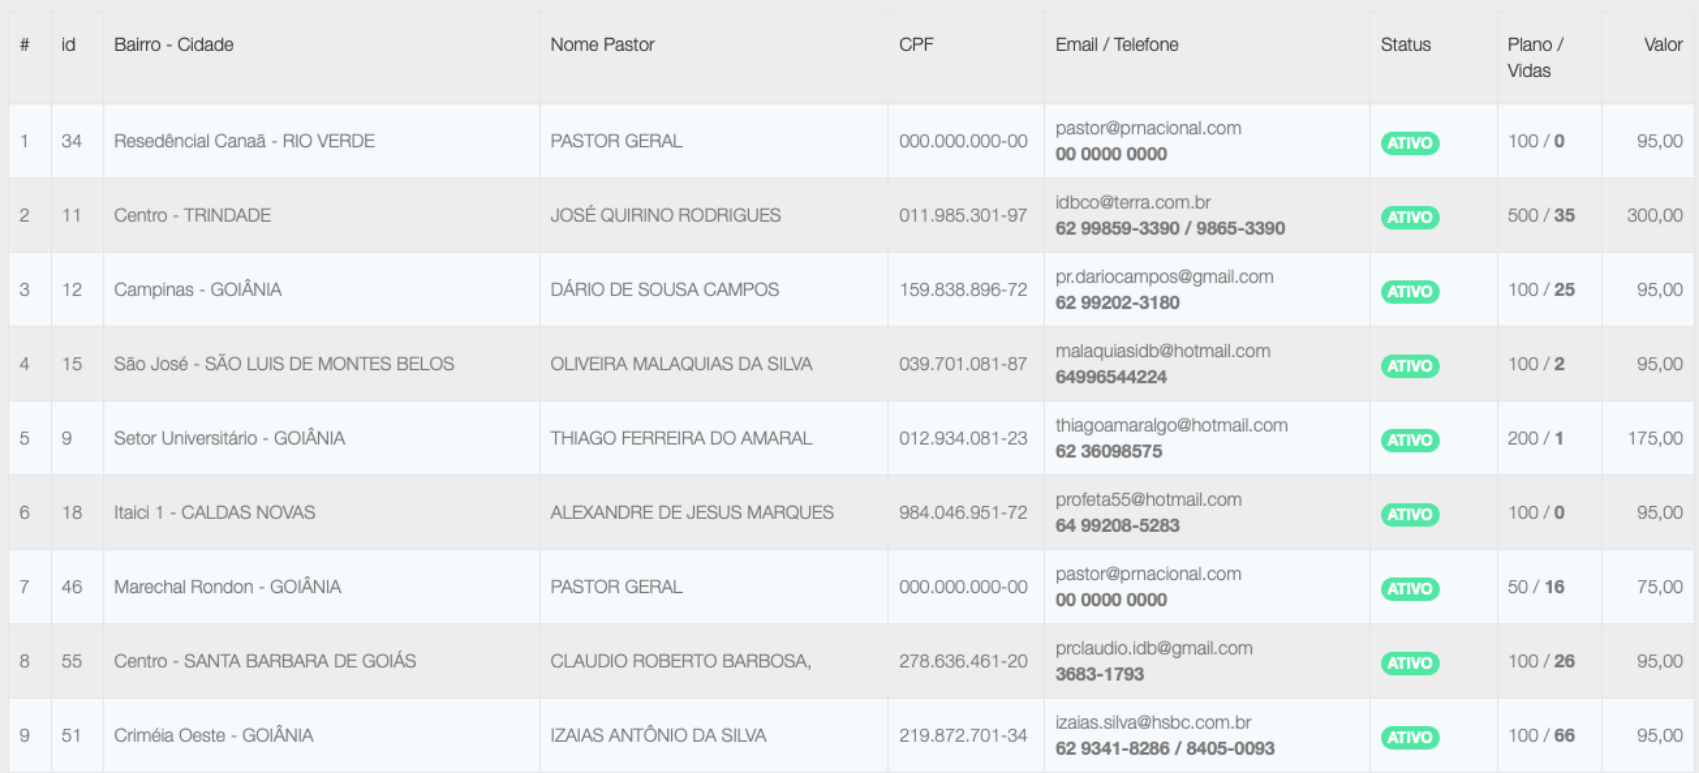 # id Bairro - Cidade Nome Pastor CPF Email / Telefone Status Plano / Valor
Vidas
1 34 Resedêncial Canaã - RIO VERDE PASTOR GERAL 000.000.000-00 pastor@prnacional.com ATIVO 100 / 0 95,00
00 0000 0000
2 11 Centro - TRINDADE JOSÉ QUIRINO RODRIGUES 011.985.301-97 idbco@terra.com.br ATIVO 500 / 35 300,00
62 99859-3390 / 9865-3390
3 12 Campinas - GOIÂNIA DÁRIO DE SOUSA CAMPOS 159.838.896-72 pr.dariocampos@gmail.com ATIVO 100 / 25 95,00
62 99202-3180
4 15 São José - SÃO LUIS DE MONTES BELOS OLIVEIRA MALAQUIAS DA SILVA 039.701.081-87 malaquiasidb@hotmail.com ATIVO 100 / 2 95,00
64996544224
5 9 Setor Universitário - GOIÂNIA THIAGO FERREIRA DO AMARAL 012.934.081-23 thiagoamaralgo@hotmail.com ATIVO 200 / 1 175,00
62 36098575
6 18 Itaici 1 - CALDAS NOVAS ALEXANDRE DE JESUS MARQUES 984.046.951-72 profeta55@hotmail.com ATIVO 100 / 0 95,00
64 99208-5283
7 46 Marechal Rondon - GOIÂNIA PASTOR GERAL 000.000.000-00 pastor@prnacional.com ATIVO 50 / 16 75,00
00 0000 0000
8 55 Centro - SANTA BARBARA DE GOIÁS CLAUDIO ROBERTO BARBOSA, 278.636.461-20 prclaudio.idb@gmail.com ATIVO 100 / 26 95,00
3683-1793
9 51 Criméia Oeste - GOIÂNIA IZAIAS ANTÔNIO DA SILVA 219.872.701-34 izaias.silva@hsbc.com.br ATIVO 100 / 66 95,00
62 9341-8286 / 8405-0093